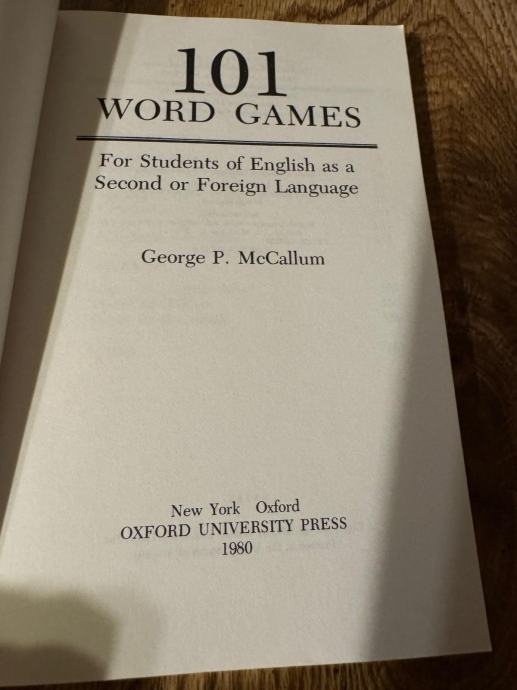 101
WORD GAMES
For Students of English as a
Second or Foreign Language
George P. McCallum
New York Oxford
OXFORD UNIVERSITY PRESS
1980